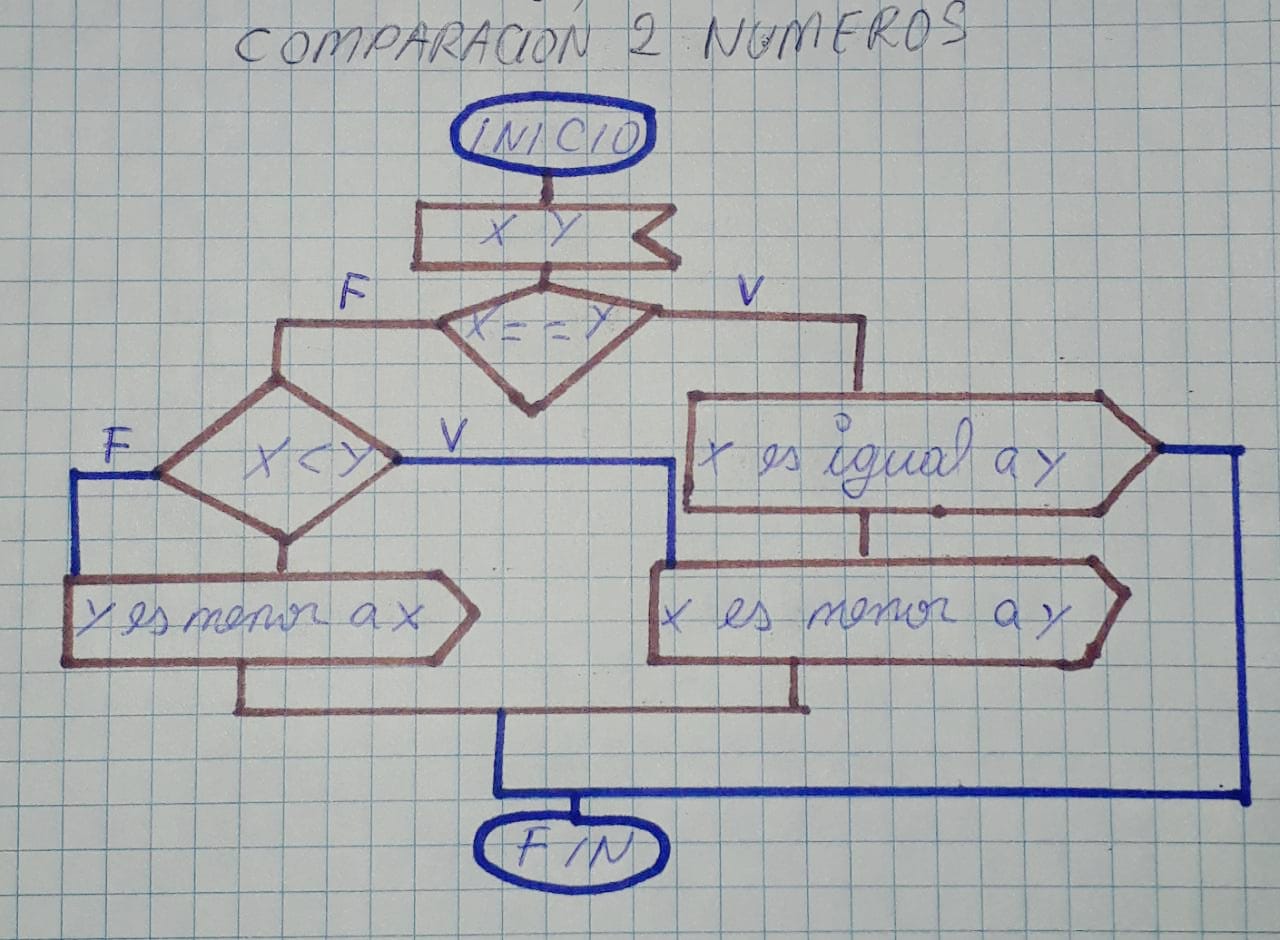 COMPARACION 2 NUMEROS
INICIO
X Y
F
V
X==Y
F
X<Y
V
X es igual a y
y es menor a x
x es menor a y
FIN